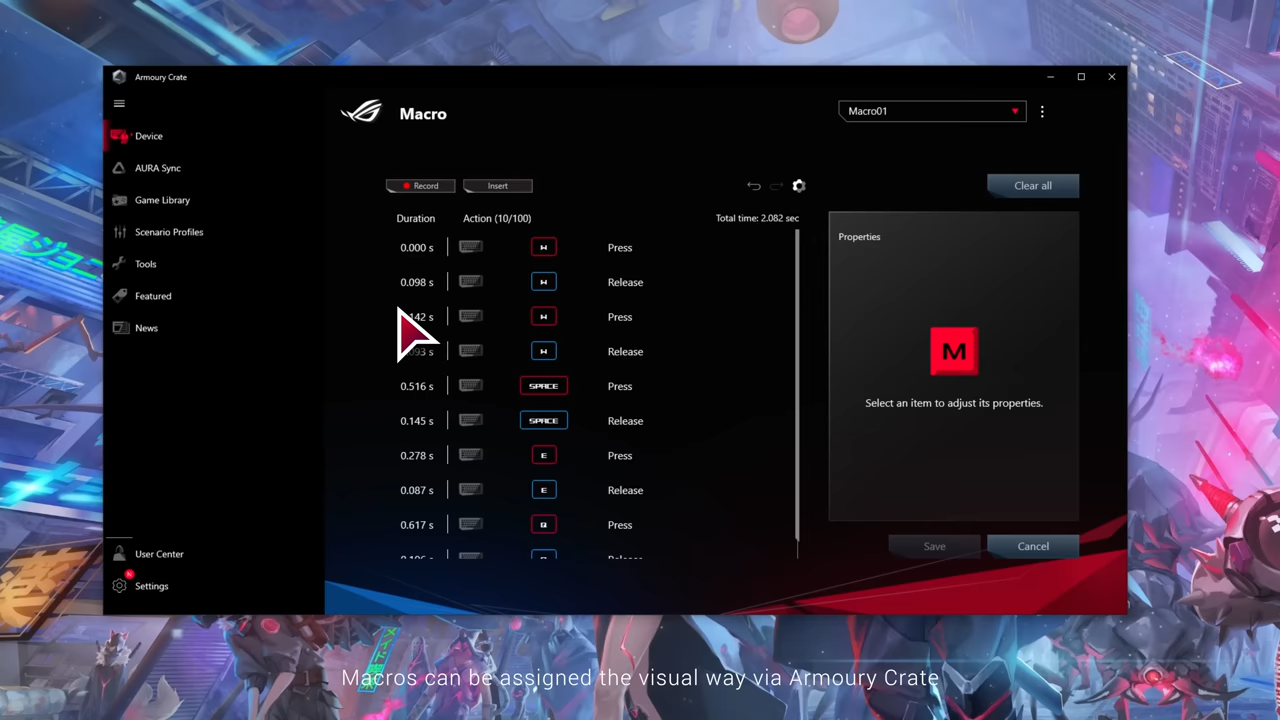 Armoury Crate
Macro
Macro01
Device
AURA Sync
Game Library
Scenario Profiles
Tools
Featured
News
User Center
N
Settings
Record
Insert
Clear all
Duration
Action (10/100)
Total time: 2.082 sec
0.000 s
W
Press
0.098 s
W
Release
W
Press
W
Release
0.516 s
SPACE
Press
0.145 s
SPACE
Release
0.278 s
E
Press
0.087 s
E
Release
0.617 s
Q
Press
Release
Properties
M
Select an item to adjust its properties.
Save
Cancel
Macros can be assigned the visual way via Armoury Crate